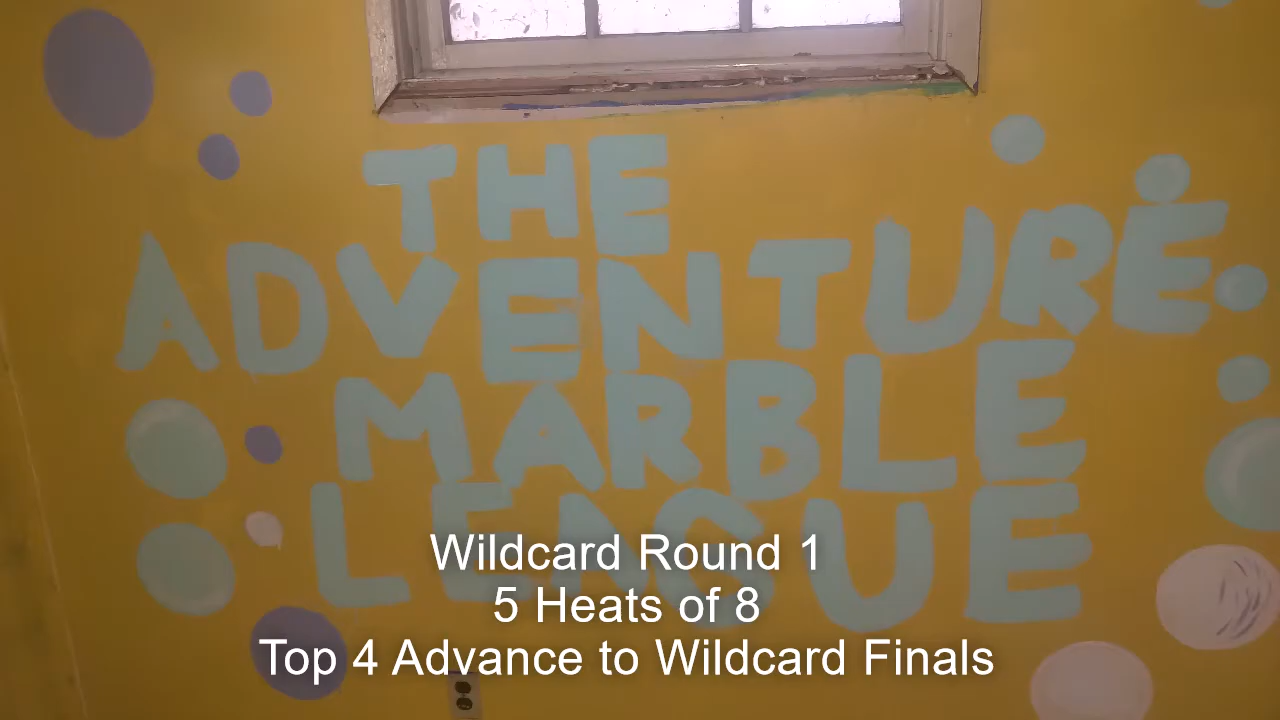 THE
ADVENTURE
MARBLE
LEAGUE
Wildcard Round 1
5 Heats of 8
Top 4 Advance to Wildcard Finals